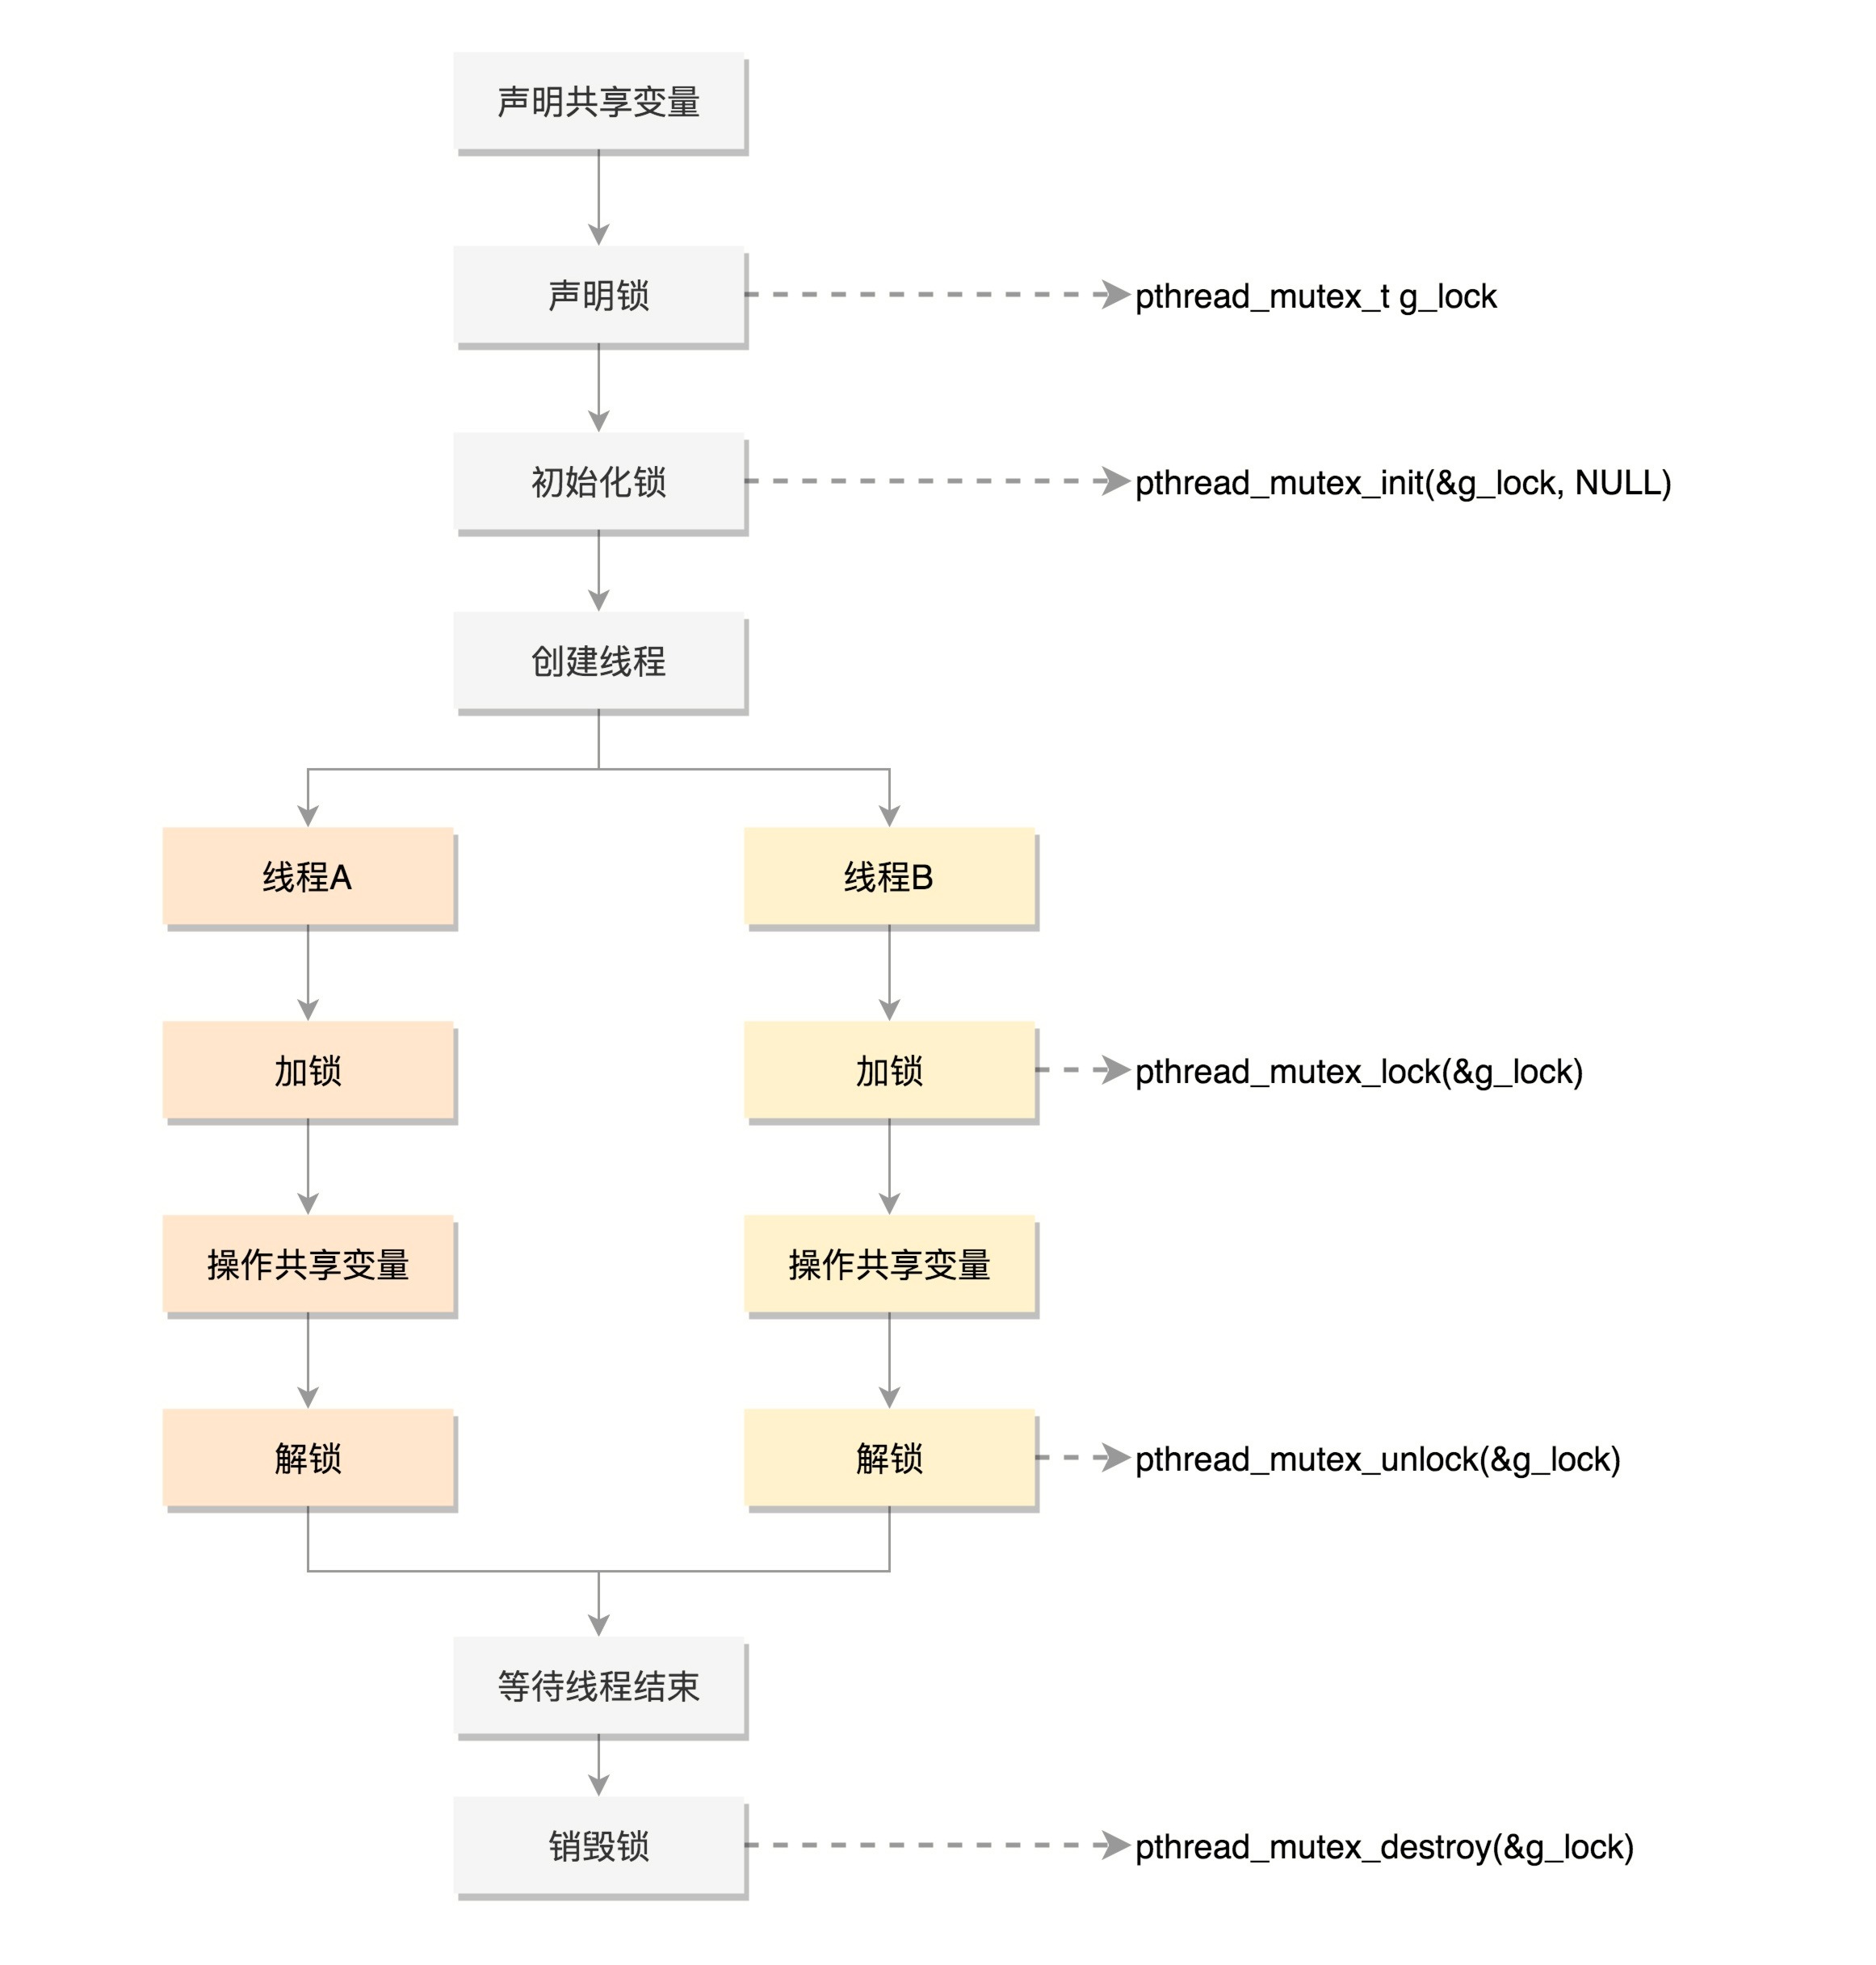 声明共享变量
声明锁
pthread_mutex_t g_lock
初始化锁
pthread_mutex_init(&g_lock, NULL)
创建线程
线程A
线程B
加锁
加锁
pthread_mutex_lock(&g_lock)
操作共享变量
操作共享变量
解锁
解锁
pthread_mutex_unlock(&g_lock)
等待线程结束
销毁锁
pthread_mutex_destroy(&g_lock)